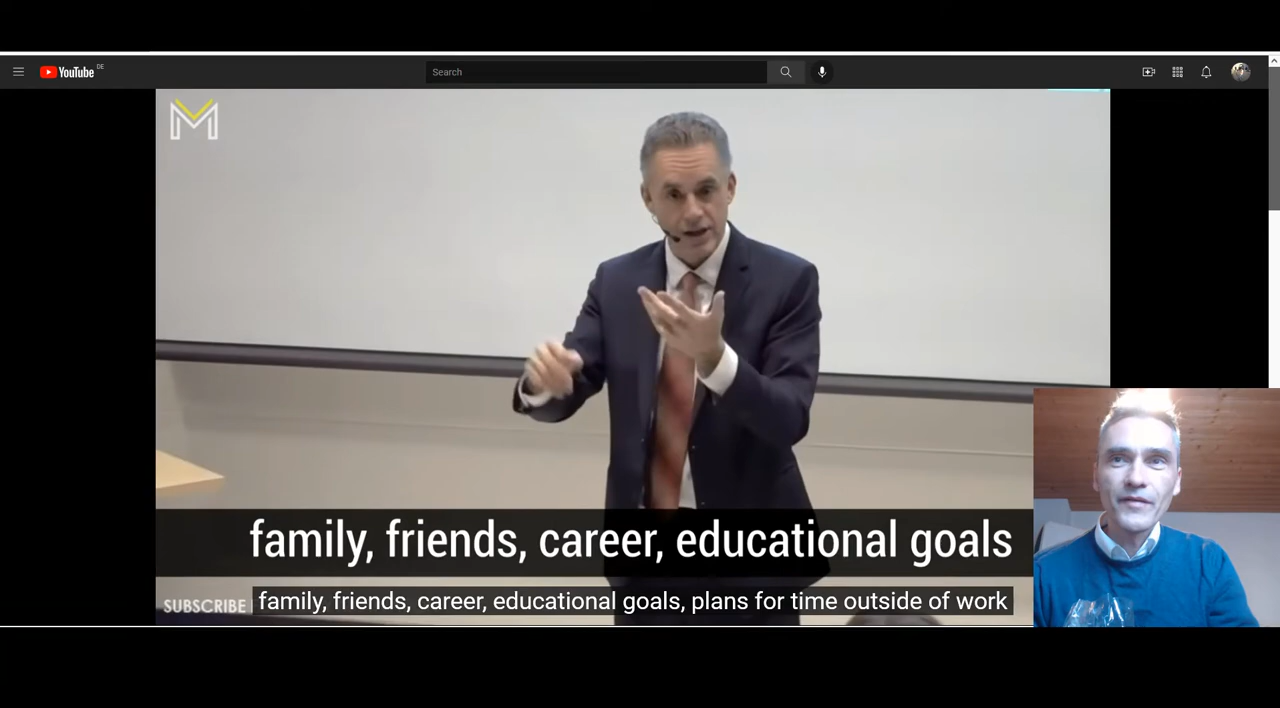 YouTube DE
Search
M
family, friends, career, educational goals
SUBSCRIBE
family, friends, career, educational goals, plans for time outside of work